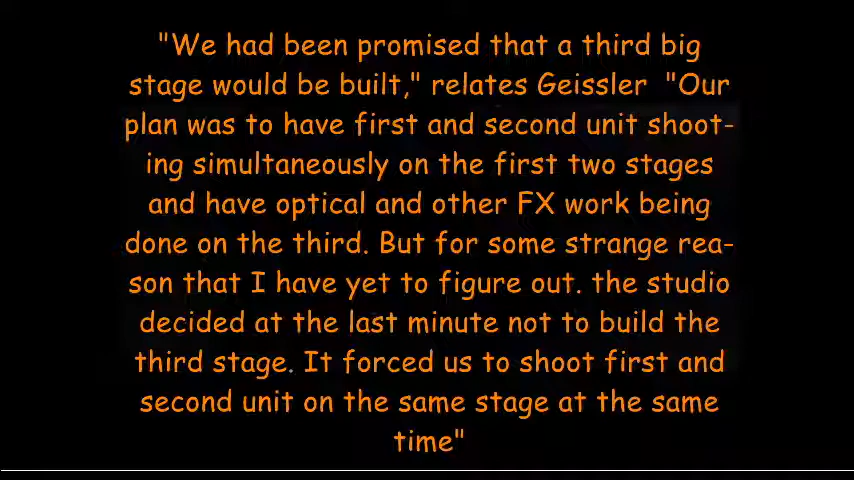 "We had been promised that a third big
stage would be built," relates Geissler  "Our
plan was to have first and second unit shoot-
ing simultaneously on the first two stages
and have optical and other FX work being
done on the third. But for some strange rea-
son that I have yet to figure out. the studio
decided at the last minute not to build the
third stage. It forced us to shoot first and
second unit on the same stage at the same
time"